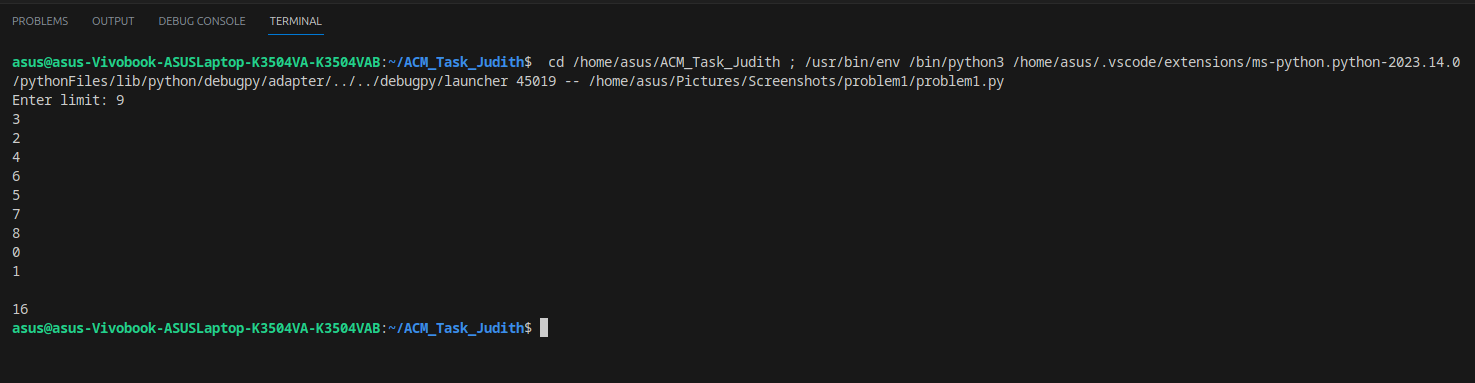 PROBLEMS OUTPUT DEBUG CONSOLE TERMINAL
asus@asus-Vivobook-ASUSLaptop-K3504VA-K3504VAB:~/ACM_Task_Judith$  cd /home/asus/ACM_Task_Judith ; /usr/bin/env /bin/python3 /home/asus/.vscode/extensions/ms-python.python-2023.14.0
/pythonFiles/lib/python/debugpy/adapter/../../debugpy/launcher 45019 -- /home/asus/Pictures/Screenshots/problem1/problem1.py
Enter limit: 9
3
2
4
6
5
7
8
0
1
16
asus@asus-Vivobook-ASUSLaptop-K3504VA-K3504VAB:~/ACM_Task_Judith$